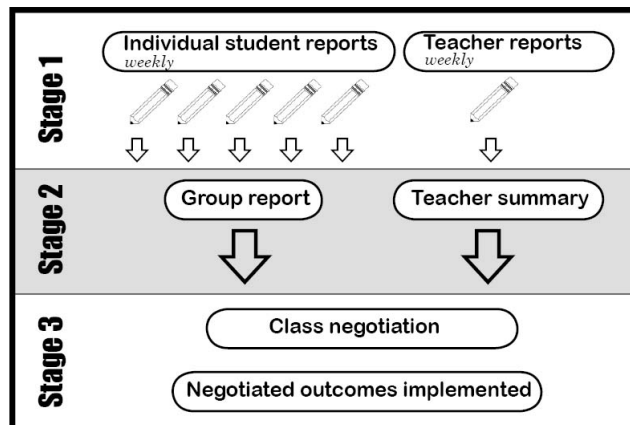 Stage 1
Individual student reports
weekly
Teacher reports
weekly
Stage 2
Group report
Teacher summary
Stage 3
Class negotiation
Negotiated outcomes implemented